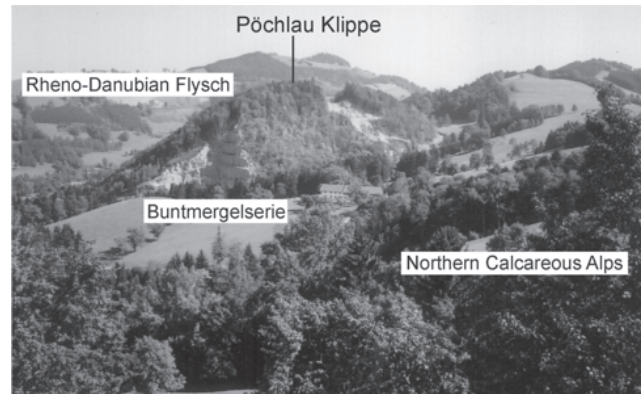 Pöchlau Klippe
Rheno-Danubian Flysch
Buntmergelserie
Northern Calcareous Alps